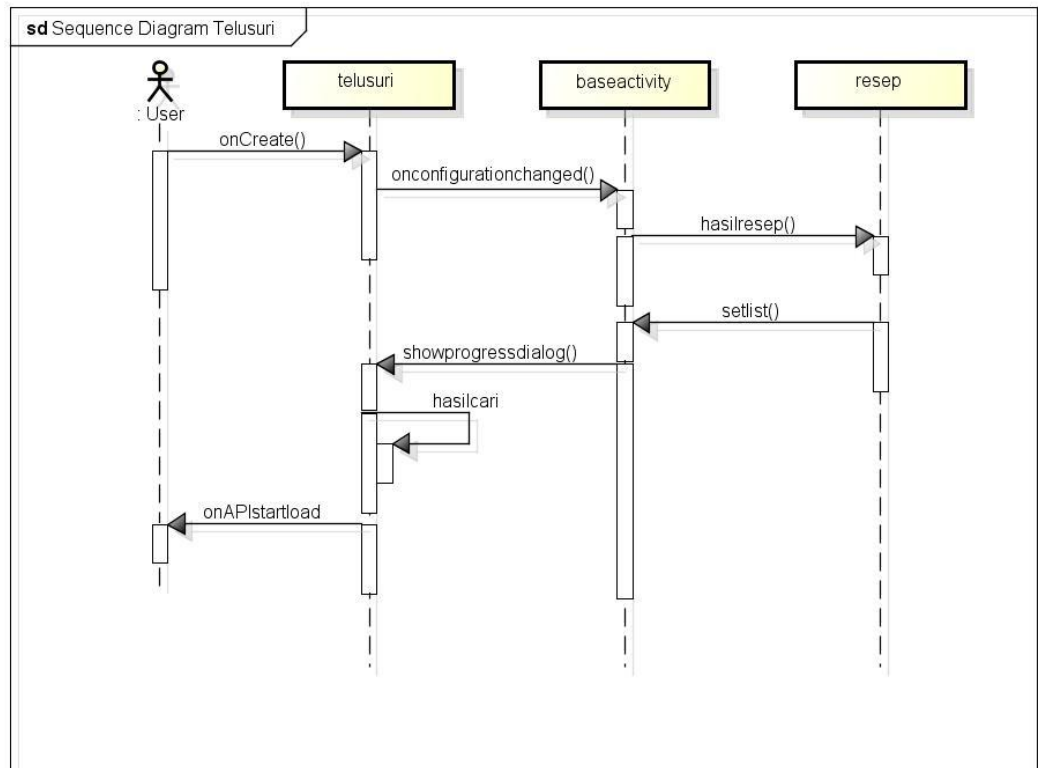 sd Sequence Diagram Telusuri
: User
telusuri
baseactivity
resep
onCreate()
onconfigurationchanged()
hasilresep()
setlist()
showprogressdialog()
hasilcari
onAPIstartload